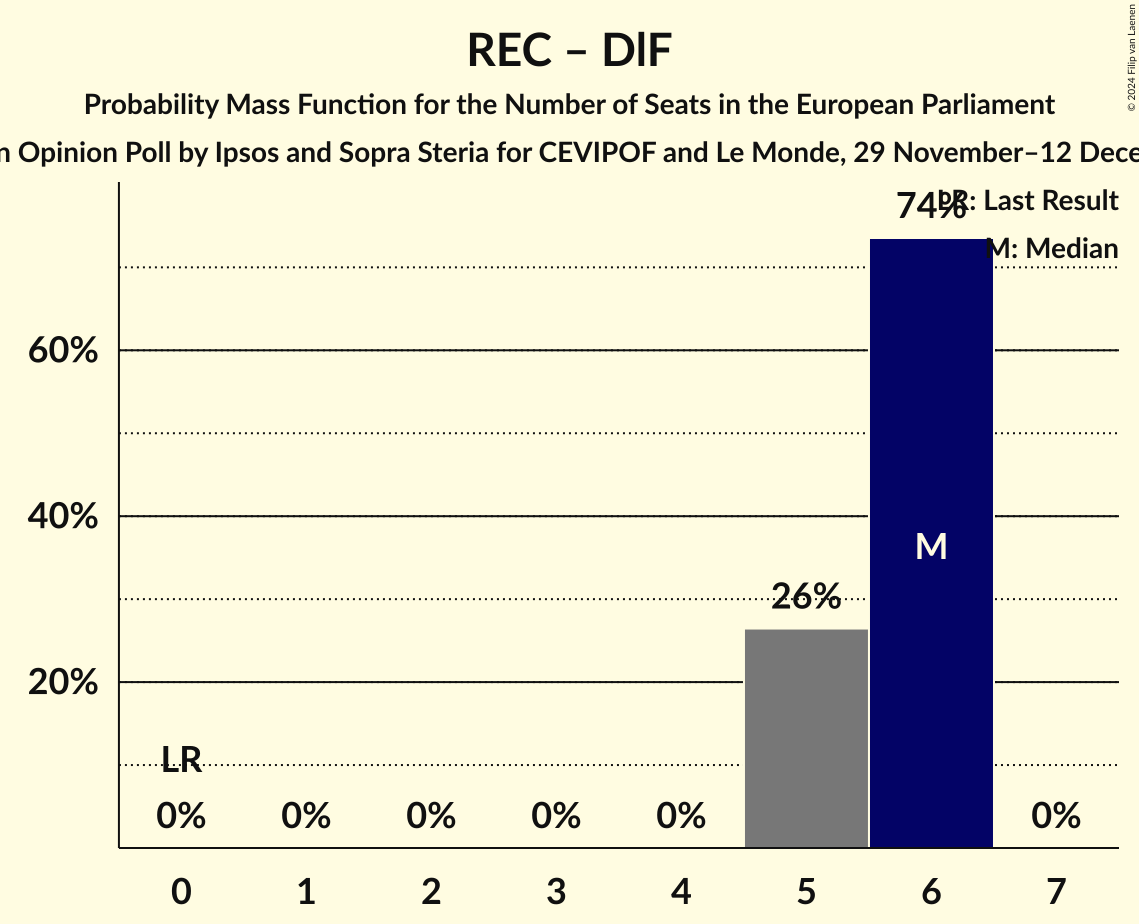 REC – DlF
Probability Mass Function for the Number of Seats in the European Parliament
n Opinion Poll by Ipsos and Sopra Steria for CEVIPOF and Le Monde, 29 November–12 Dece
© 2024 Filip van Laenen
LR: Last Result
M: Median
74%
60%
40%
M
26%
20%
LR
0% 0% 0% 0% 0% 0%
0 1 2 3 4 5 6 7